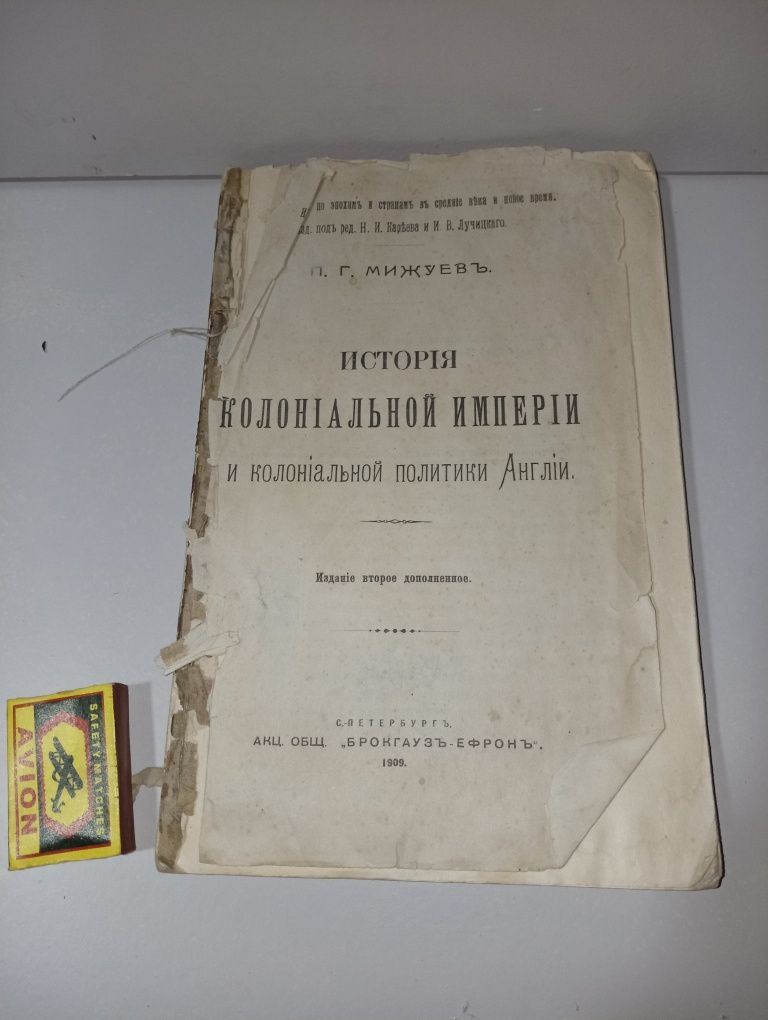 по эпохамъ и странамъ въ средніе вѣка и новое время.
подъ ред. Н. И. Карѣева и И. В. Лучицкаго.
П. Г. МИЖУЕВЪ.
ИСТОРІЯ
КОЛОНІАЛЬНОЙ ИМПЕРІИ
и колоніальной политики Англіи.
Изданіе второе дополненное.
С.-ПЕТЕРБУРГЪ.
АКЦ. ОБЩ. „БРОКГАУЗЪ-ЕФРОНЪ“.
1909.
SAFETY MATCHES
AVION